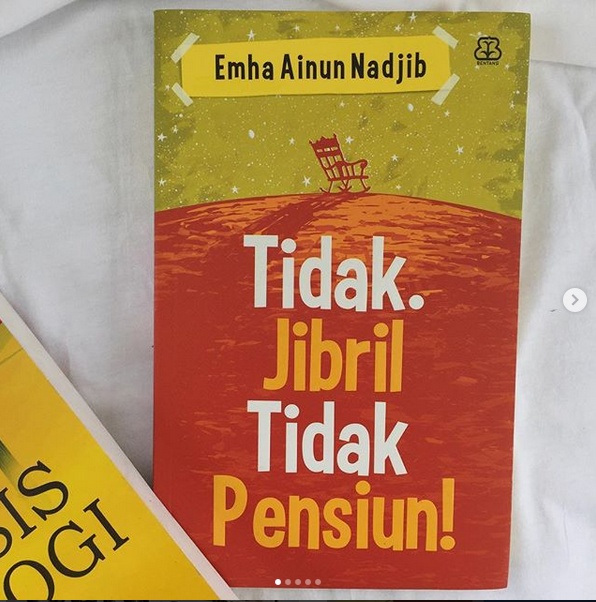 Emha Ainun Nadjib
BENTANG
Tidak.
Jibril
Tidak
Pensiun!
SIS
OGI